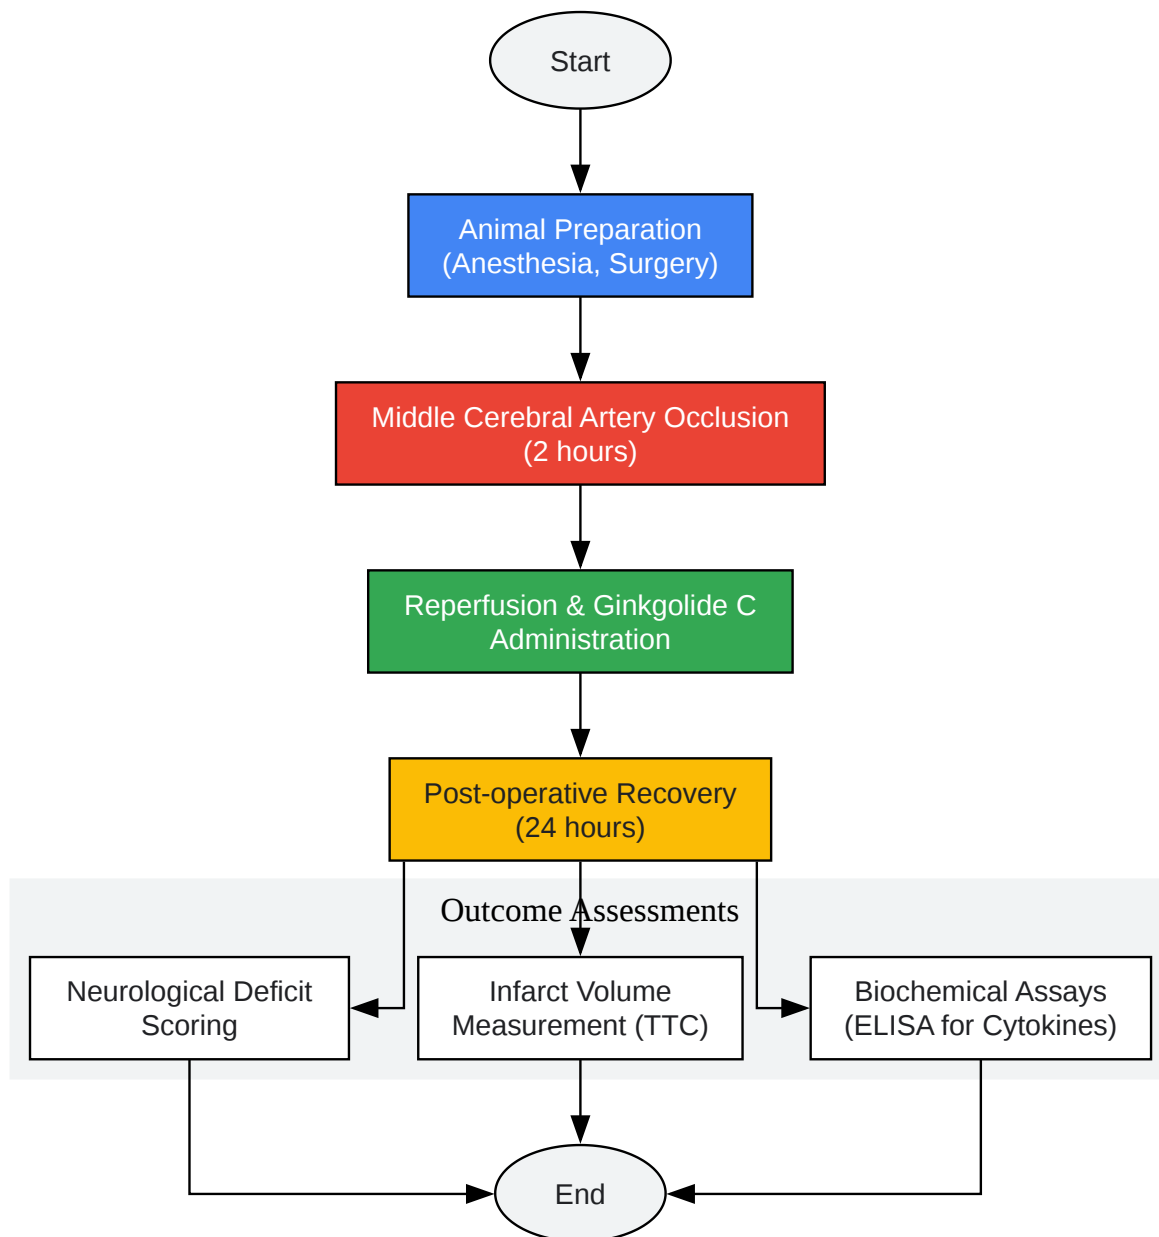 Start
Animal Preparation
(Anesthesia, Surgery)
Middle Cerebral Artery Occlusion
(2 hours)
Reperfusion & Ginkgolide C
Administration
Post-operative Recovery
(24 hours)
Outcome Assessments
Neurological Deficit
Scoring
Infarct Volume
Measurement (TTC)
Biochemical Assays
(ELISA for Cytokines)
End